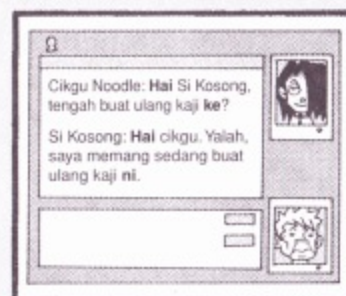 Cikgu Noodle: Hai Si Kosong,
tengah buat ulang kaji ke?
Si Kosong: Hai cikgu. Yalah,
saya memang sedang buat
ulang kaji ni.